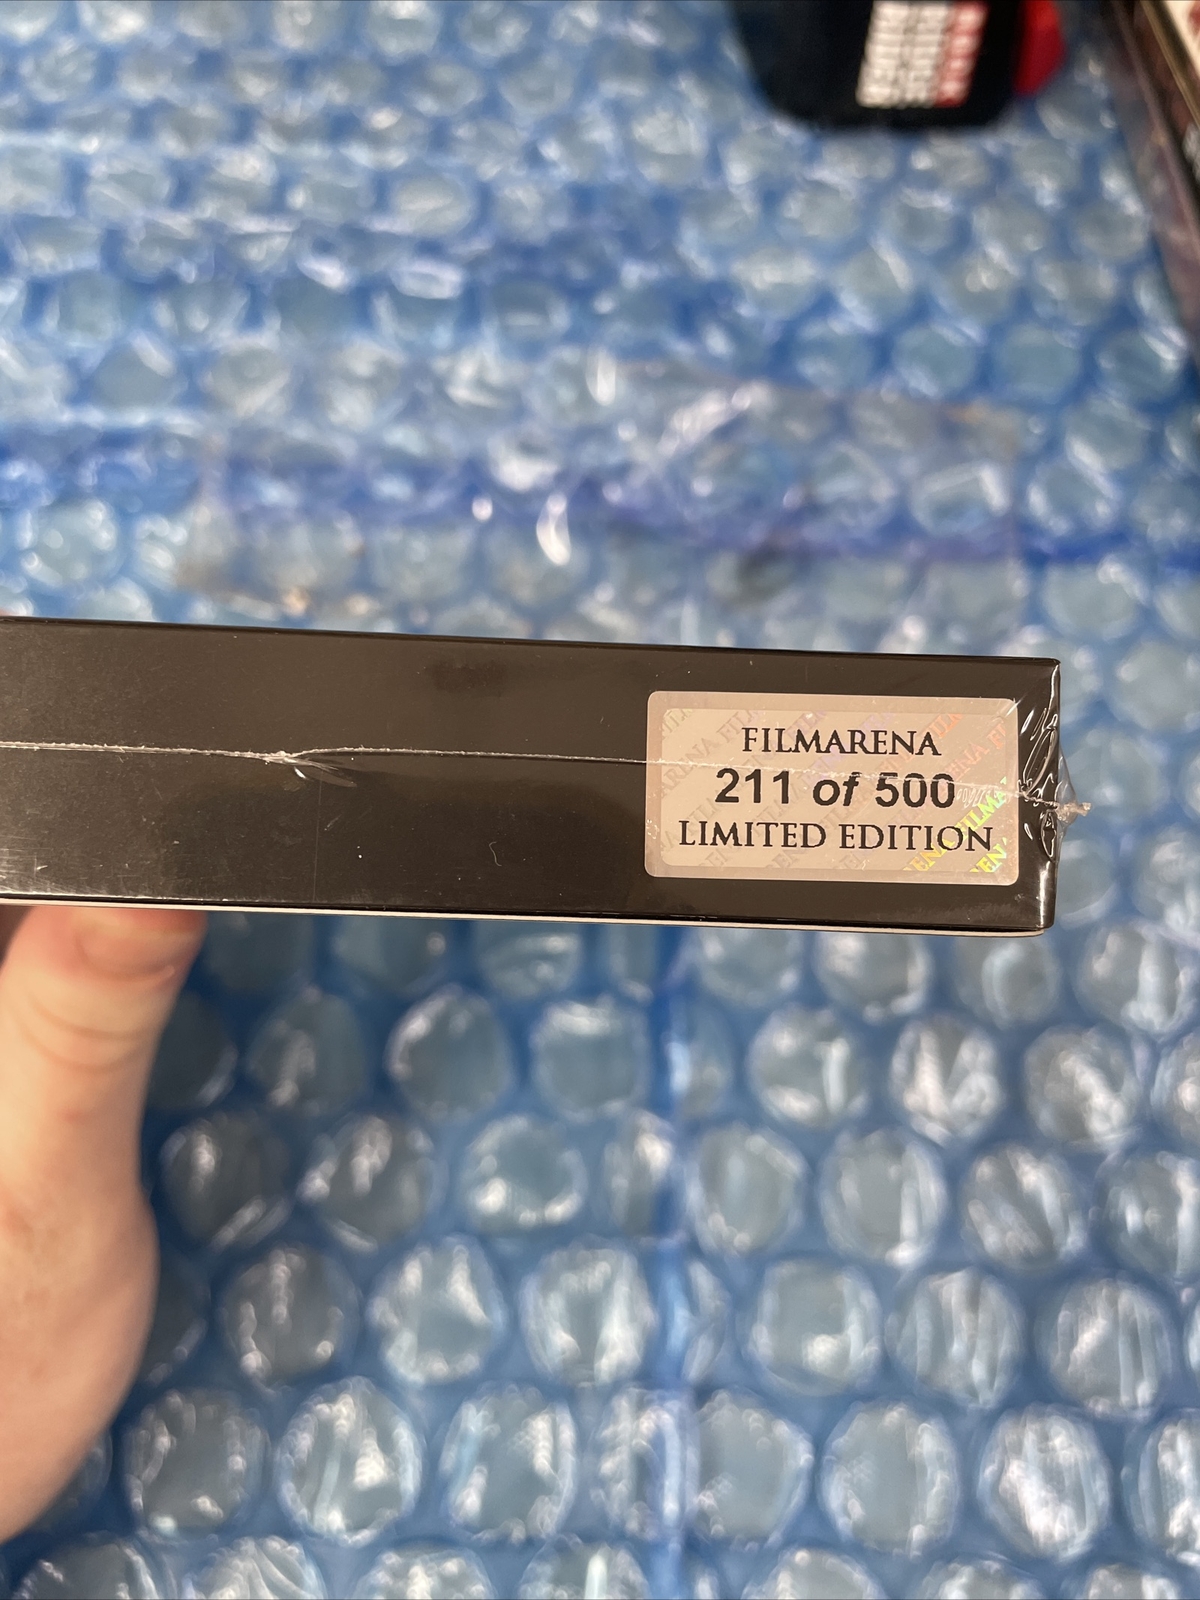 FILMARENA
211 of 500
LIMITED EDITION